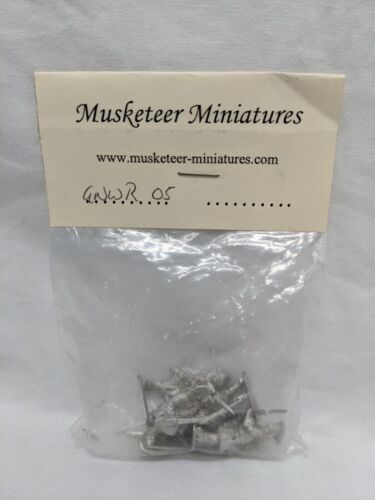 Musketeer Miniatures
www.musketeer-miniatures.com
GNWR 05